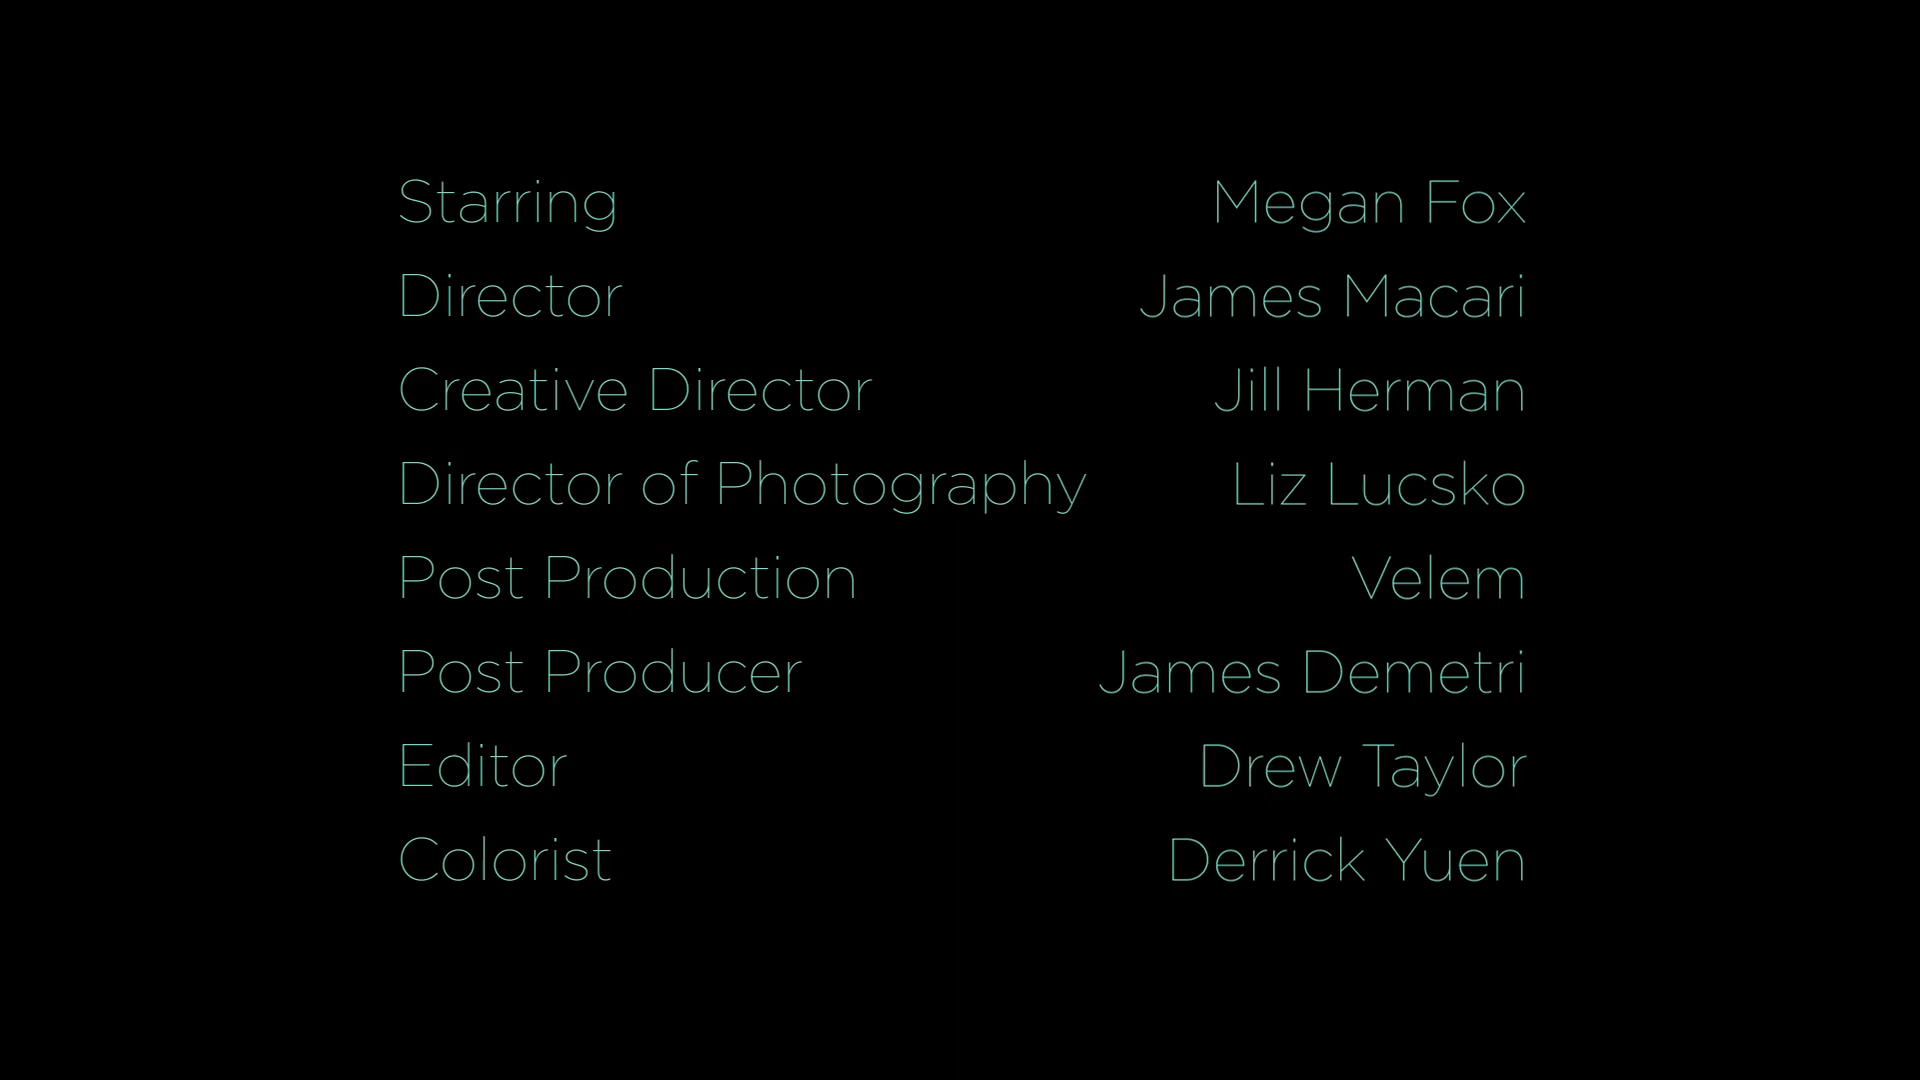 Starring Megan Fox
Director James Macari
Creative Director Jill Herman
Director of Photography Liz Lucsko
Post Production Velem
Post Producer James Demetri
Editor Drew Taylor
Colorist Derrick Yuen